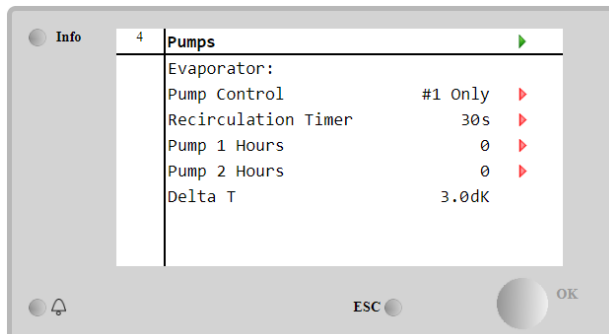 Info
4 Pumps
Evaporator:
Pump Control #1 Only
Recirculation Timer 30s
Pump 1 Hours 0
Pump 2 Hours 0
Delta T 3.0dK
ESC
OK